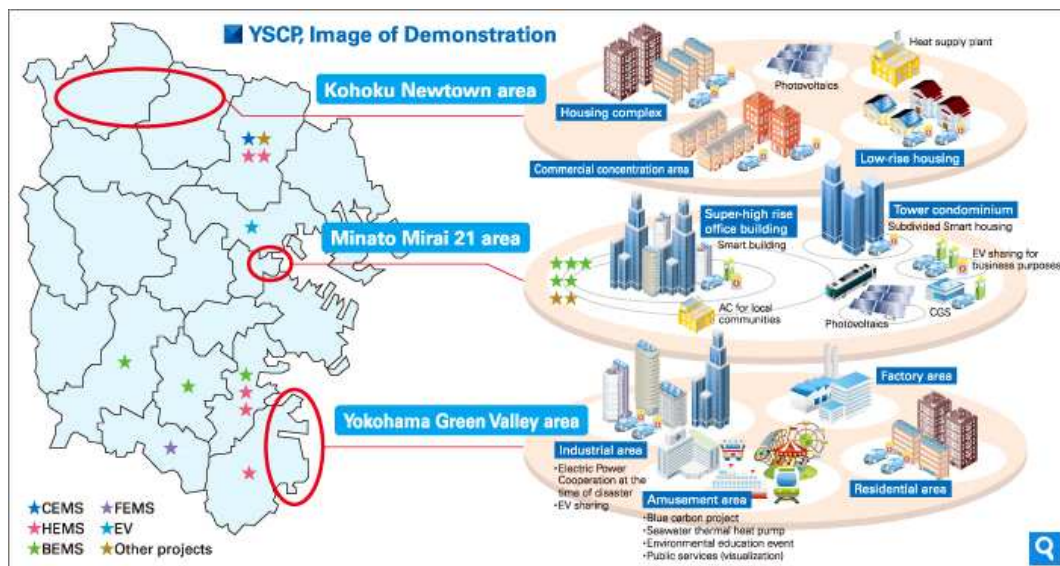 YSCP, Image of Demonstration
Kohoku Newtown area
Minato Mirai 21 area
Yokohama Green Valley area
CEMS
FEMS
HEMS
EV
BEMS
Other projects
Housing complex
Photovoltaics
Heat supply plant
Commercial concentration area
Low-rise housing
Super-high rise
office building
Smart building
Tower condominium
Subdivided Smart housing
EV sharing for
business purposes
AC for local
communities
Photovoltaics
CGS
Industrial area
•Electric Power
Cooperation at the
time of disaster
•EV sharing
Amusement area
•Blue carbon project
•Seawater thermal heat pump
•Environmental education event
•Public services (visualization)
Factory area
Residential area